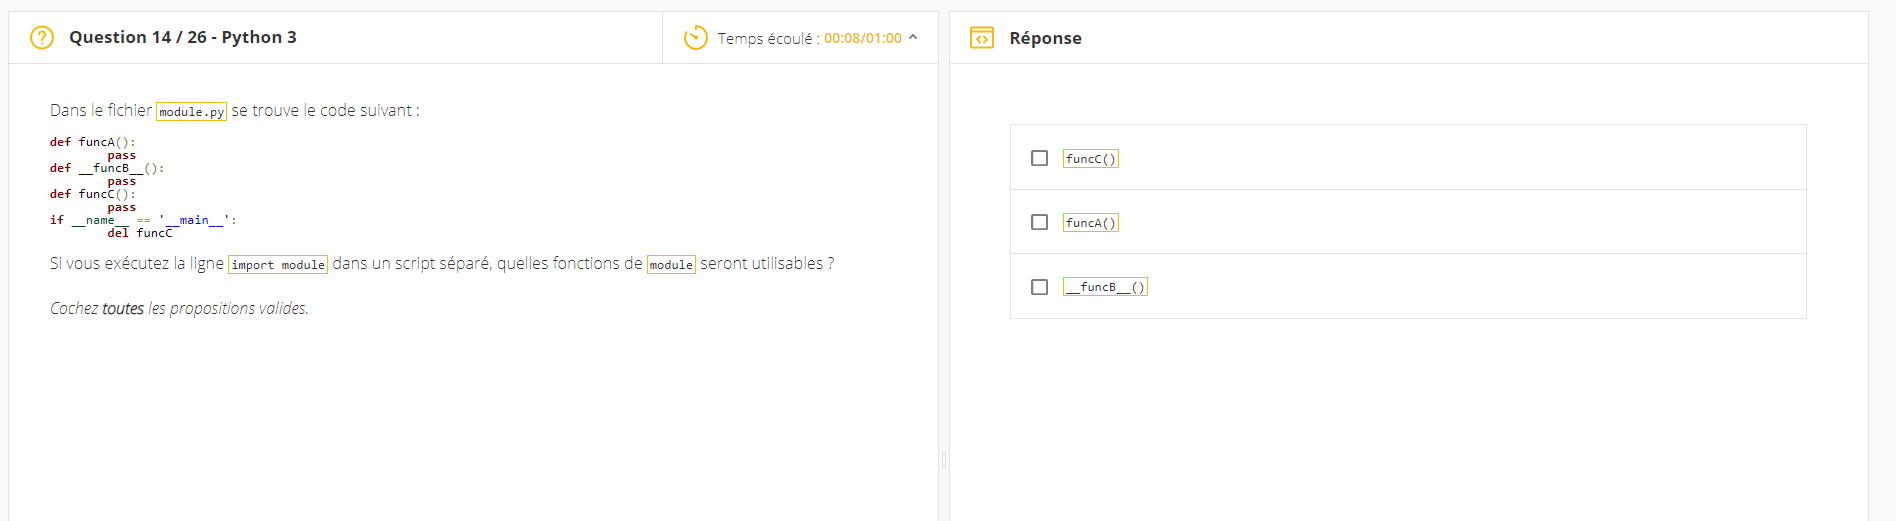 Question 14 / 26 - Python 3
Temps écoulé : 00:08/01:00
Dans le fichier module.py se trouve le code suivant :
def funcA():
pass
def __funcB__():
pass
def funcC():
pass
if __name__ == '__main__':
del funcC
Si vous exécutez la ligne import module dans un script séparé, quelles fonctions de module seront utilisables ?
Cochez toutes les propositions valides.
Réponse
funcC()
funcA()
__funcB__()